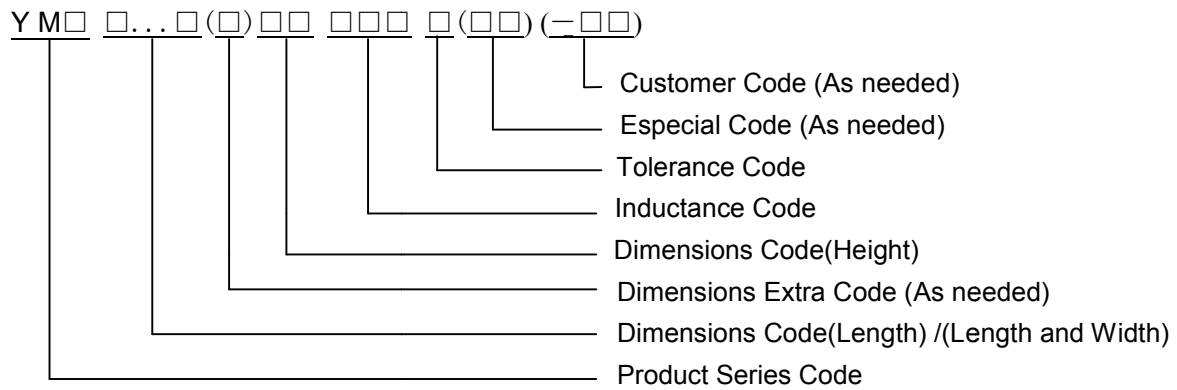 YM□ □...□(□)□□ □□□ □(□□)(-□□)
Customer Code (As needed)
Especial Code (As needed)
Tolerance Code
Inductance Code
Dimensions Code(Height)
Dimensions Extra Code (As needed)
Dimensions Code(Length) /(Length and Width)
Product Series Code